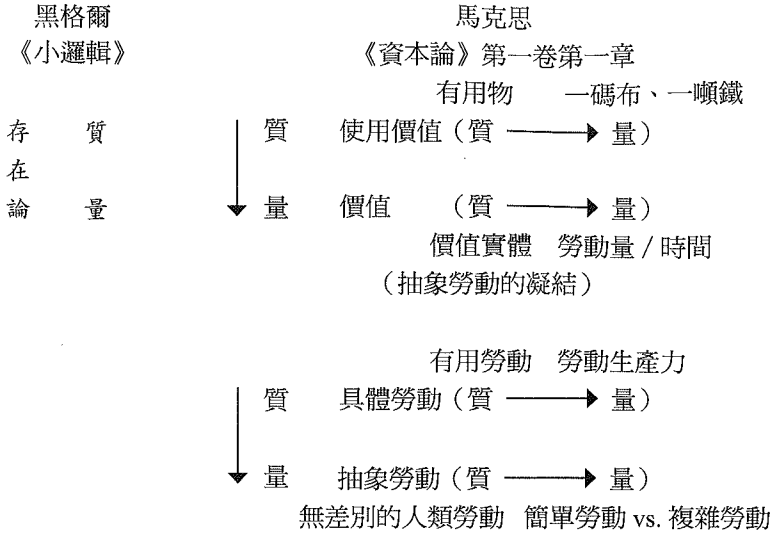 黑格爾 馬克思
《小邏輯》 《資本論》第一卷第一章
有用物 一碼布、一噸鐵
存 質 質 使用價值（質 量）
在
論 量 量 價值 （質 量）
價值實體 勞動量 / 時間
（抽象勞動的凝結）
有用勞動 勞動生產力
質 具體勞動（質 量）
量 抽象勞動（質 量）
無差別的人類勞動 簡單勞動 vs. 複雜勞動